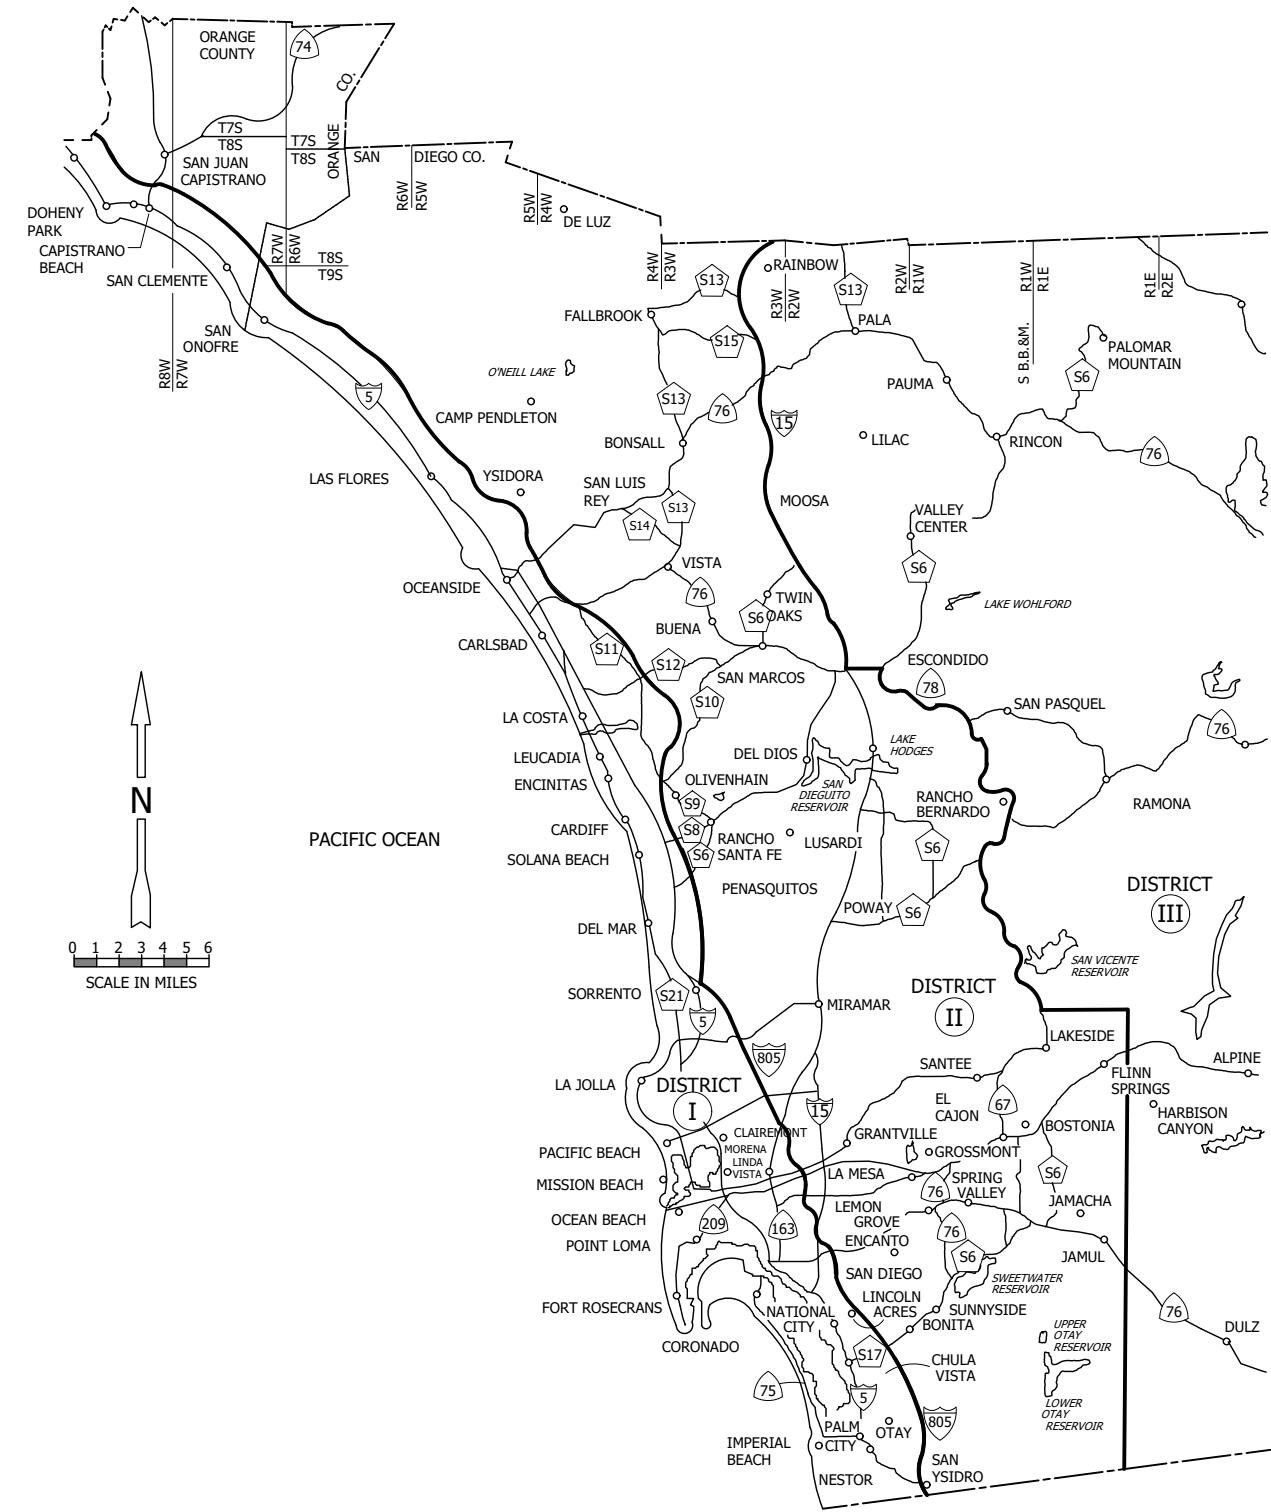 ORANGE
COUNTY
74
CO.
ORANGE
T7S
T8S
T7S
T8S
SAN
DIEGO CO.
SAN JUAN
CAPISTRANO
R6W
R5W
R5W
R4W
DE LUZ
DOHENY
PARK
CAPISTRANO
BEACH
SAN CLEMENTE
R7W
R6W
T8S
T9S
R4W
R3W
S13
RAINBOW
R3W
R2W
S13
R2W
R1W
R1W
R1E
S B.B.&M.
R1E
R2E
FALLBROOK
PALA
SAN
ONOFRE
S15
PALOMAR
MOUNTAIN
R8W
R7W
O'NEILL LAKE
S6
5
PAUMA
CAMP PENDLETON
S13
76
15
BONSALL
LILAC
RINCON
76
LAS FLORES
YSIDORA
SAN LUIS
REY
S13
MOOSA
S14
VALLEY
CENTER
VISTA
S6
OCEANSIDE
76
TWIN
OAKS
S6
LAKE WOHLFORD
BUENA
CARLSBAD
S11
S12
ESCONDIDO
78
SAN MARCOS
S10
SAN PASQUEL
LA COSTA
76
LAKE
HODGES
LEUCADIA
DEL DIOS
ENCINITAS
OLIVENHAIN
SAN
DIEGUITO
RESERVOIR
RANCHO
BERNARDO
RAMONA
N
S9
CARDIFF
S8
RANCHO
SANTA FE
LUSARDI
PACIFIC OCEAN
S6
S6
SOLANA BEACH
PENASQUITOS
DISTRICT
III
POWAY
S6
DEL MAR
0 1 2 3 4 5 6
SCALE IN MILES
SAN VICENTE
RESERVOIR
SORRENTO
S21
DISTRICT
II
MIRAMAR
5
LAKESIDE
805
ALPINE
SANTEE
FLINN
SPRINGS
LA JOLLA
DISTRICT
I
15
EL
CAJON
67
HARBISON
CANYON
BOSTONIA
CLAIREMONT
GRANTVILLE
PACIFIC BEACH
MORENA
LINDA
VISTA
GROSSMONT
MISSION BEACH
LA MESA
76
SPRING
VALLEY
S6
JAMACHA
OCEAN BEACH
209
163
LEMON
GROVE
76
POINT LOMA
ENCANTO
S6
JAMUL
SAN DIEGO
SWEETWATER
RESERVOIR
FORT ROSECRANS
NATIONAL
CITY
LINCOLN
ACRES
SUNNYSIDE
76
BONITA
UPPER
OTAY
RESERVOIR
DULZ
CORONADO
S17
CHULA
VISTA
75
5
LOWER
OTAY
RESERVOIR
805
PALM
CITY
OTAY
IMPERIAL
BEACH
NESTOR
SAN
YSIDRO